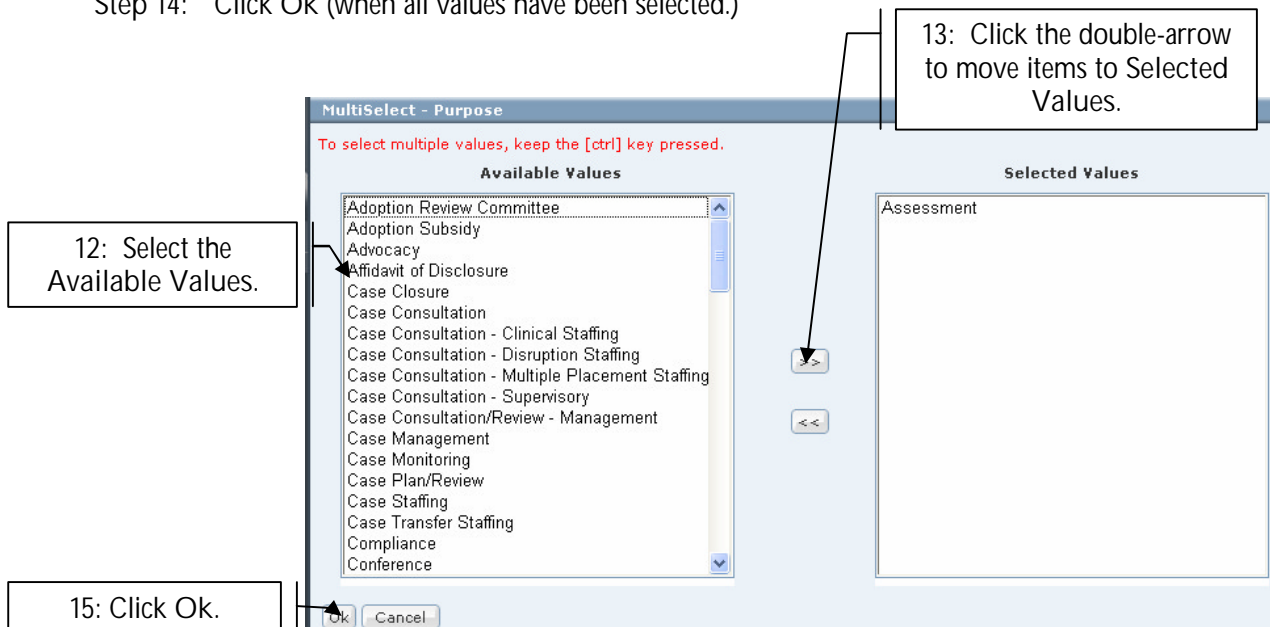 Step 14: Click Ok (when all values have been selected.)
13: Click the double-arrow
to move items to Selected
Values.
MultiSelect - Purpose
To select multiple values, keep the [ctrl] key pressed.
Available Values
Selected Values
12: Select the
Available Values.
Adoption Review Committee
Adoption Subsidy
Advocacy
Affidavit of Disclosure
Case Closure
Case Consultation
Case Consultation - Clinical Staffing
Case Consultation - Disruption Staffing
Case Consultation - Multiple Placement Staffing
Case Consultation - Supervisory
Case Consultation/Review - Management
Case Management
Case Monitoring
Case Plan/Review
Case Staffing
Case Transfer Staffing
Compliance
Conference
>>
<<
Assessment
15: Click Ok.
Ok
Cancel